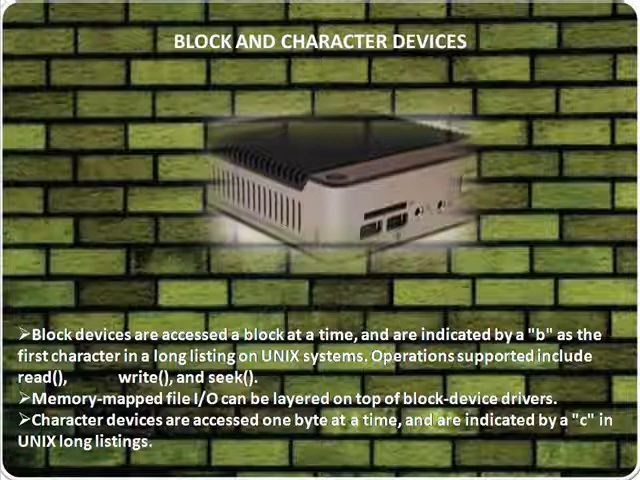 BLOCK AND CHARACTER DEVICES
➢Block devices are accessed a block at a time, and are indicated by a "b" as the
first character in a long listing on UNIX systems. Operations supported include
read(), write(), and seek().
➢Memory-mapped file I/O can be layered on top of block-device drivers.
➢Character devices are accessed one byte at a time, and are indicated by a "c" in
UNIX long listings.